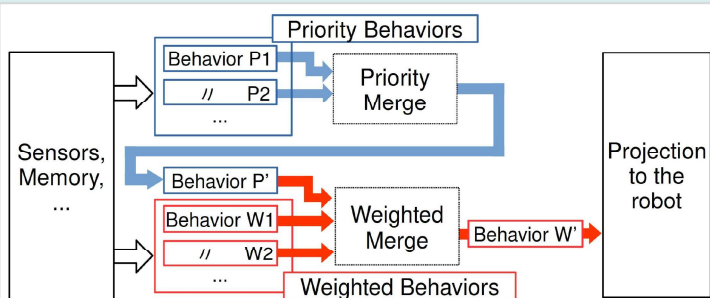 Priority Behaviors
Behavior P1
〃 P2
...
Priority
Merge
Sensors,
Memory,
...
Behavior P'
Behavior W1
〃 W2
...
Weighted
Merge
Behavior W'
Weighted Behaviors
Projection
to the
robot